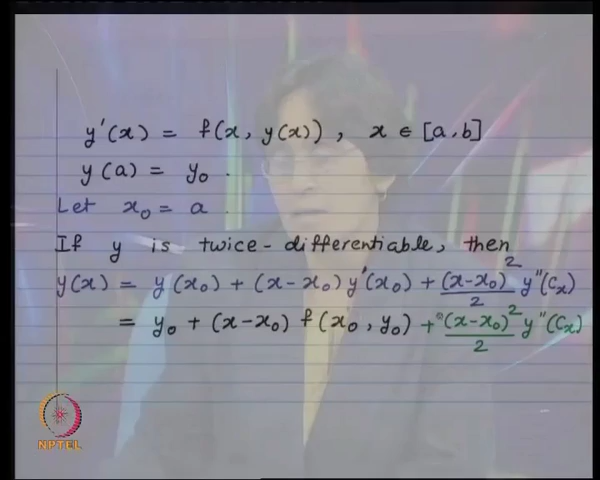 y'(x) = f(x, y(x)), x ∈ [a,b]
y(a) = y₀.
Let x₀ = a.
If y is twice-differentiable, then
y(x) = y(x₀) + (x-x₀) y'(x₀) + (x-x₀)²/2 y''(cₓ)
= y₀ + (x-x₀) f(x₀, y₀) + (x-x₀)²/2 y''(cₓ)
NPTEL